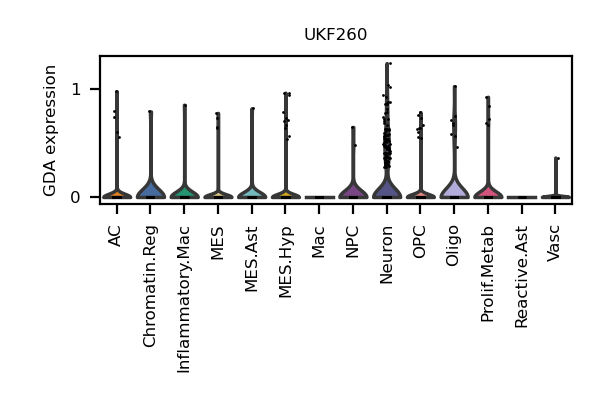 UKF260
GDA expression
1
0
AC
Chromatin.Reg
Inflammatory.Mac
MES
MES.Ast
MES.Hyp
Mac
NPC
Neuron
OPC
Oligo
Prolif.Metab
Reactive.Ast
Vasc